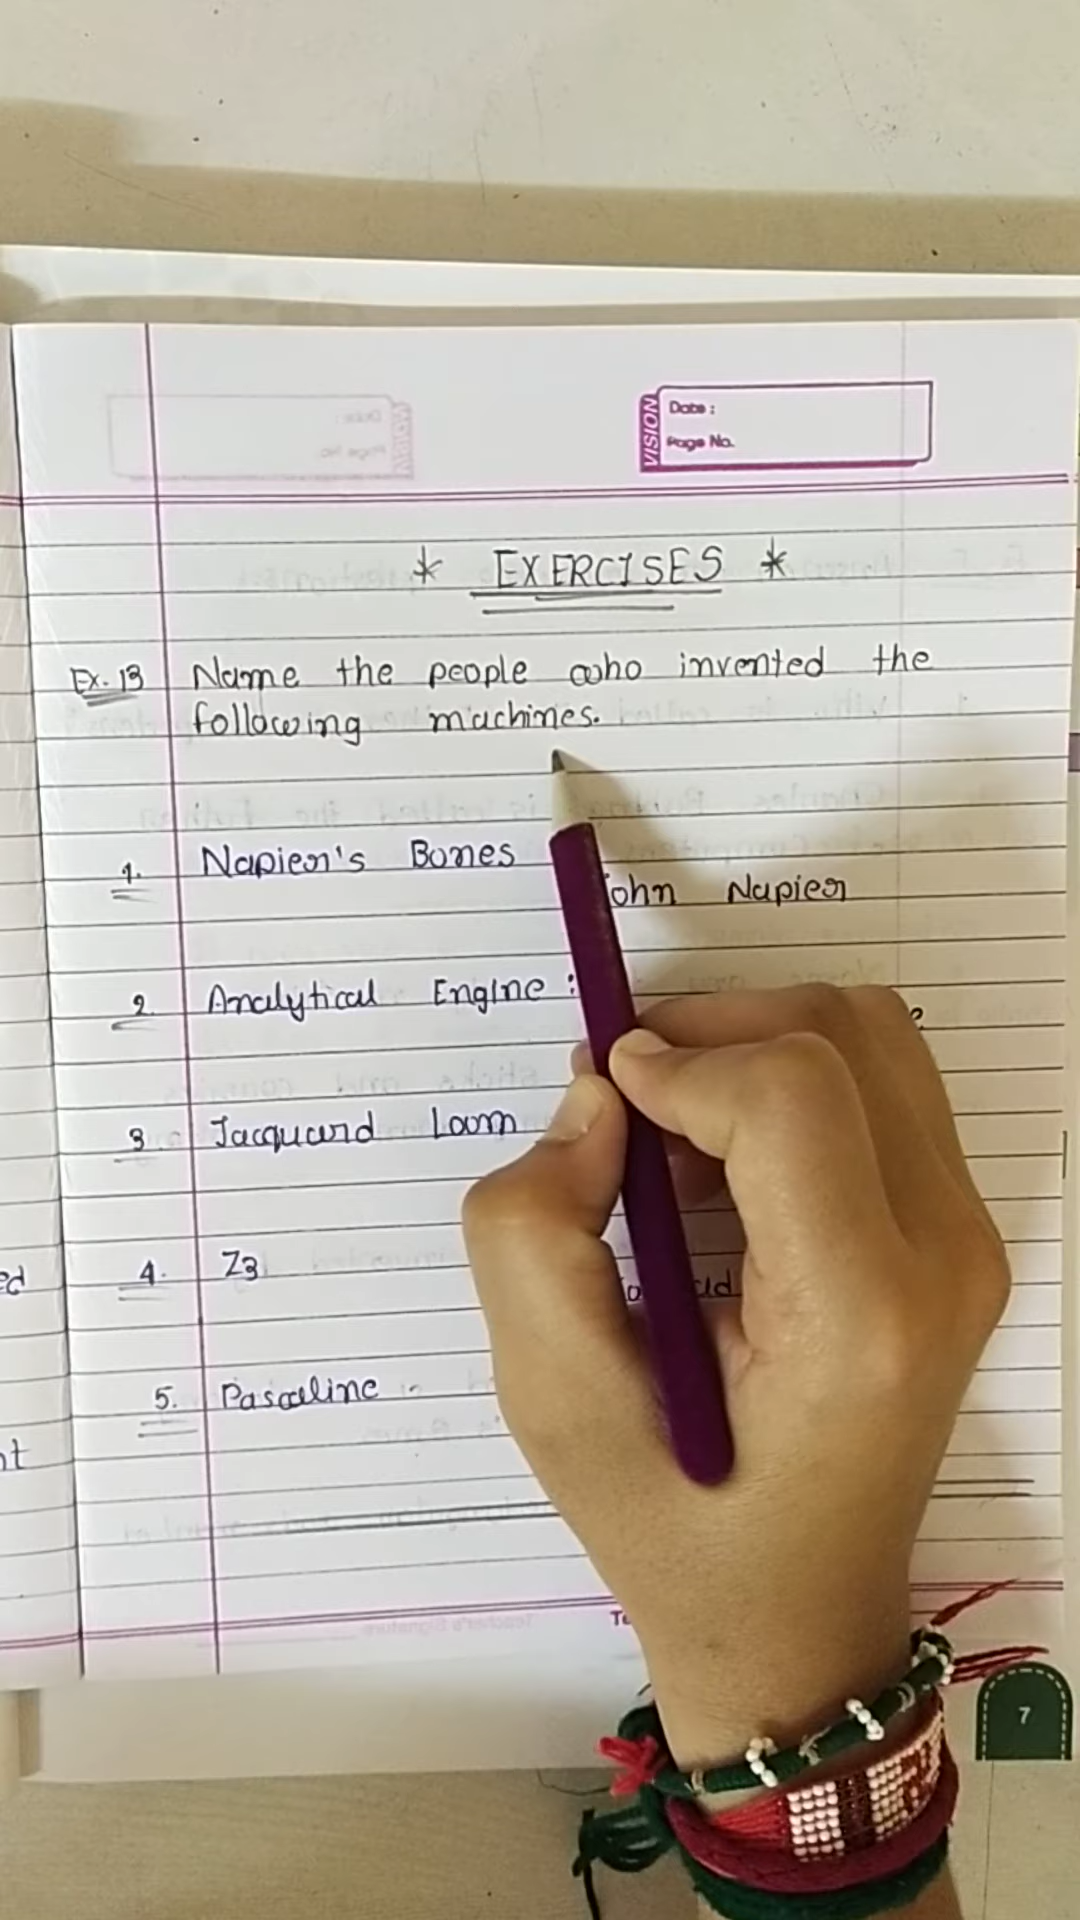 VISION
Date :
Page No.
* EXERCISES *
Ex. 13 Name the people who invented the
following machines.
1. Napier's Bones
John Napier
2. Analytical Engine :
3. Jacquard Loom
4. Z3
5. Pascaline
7